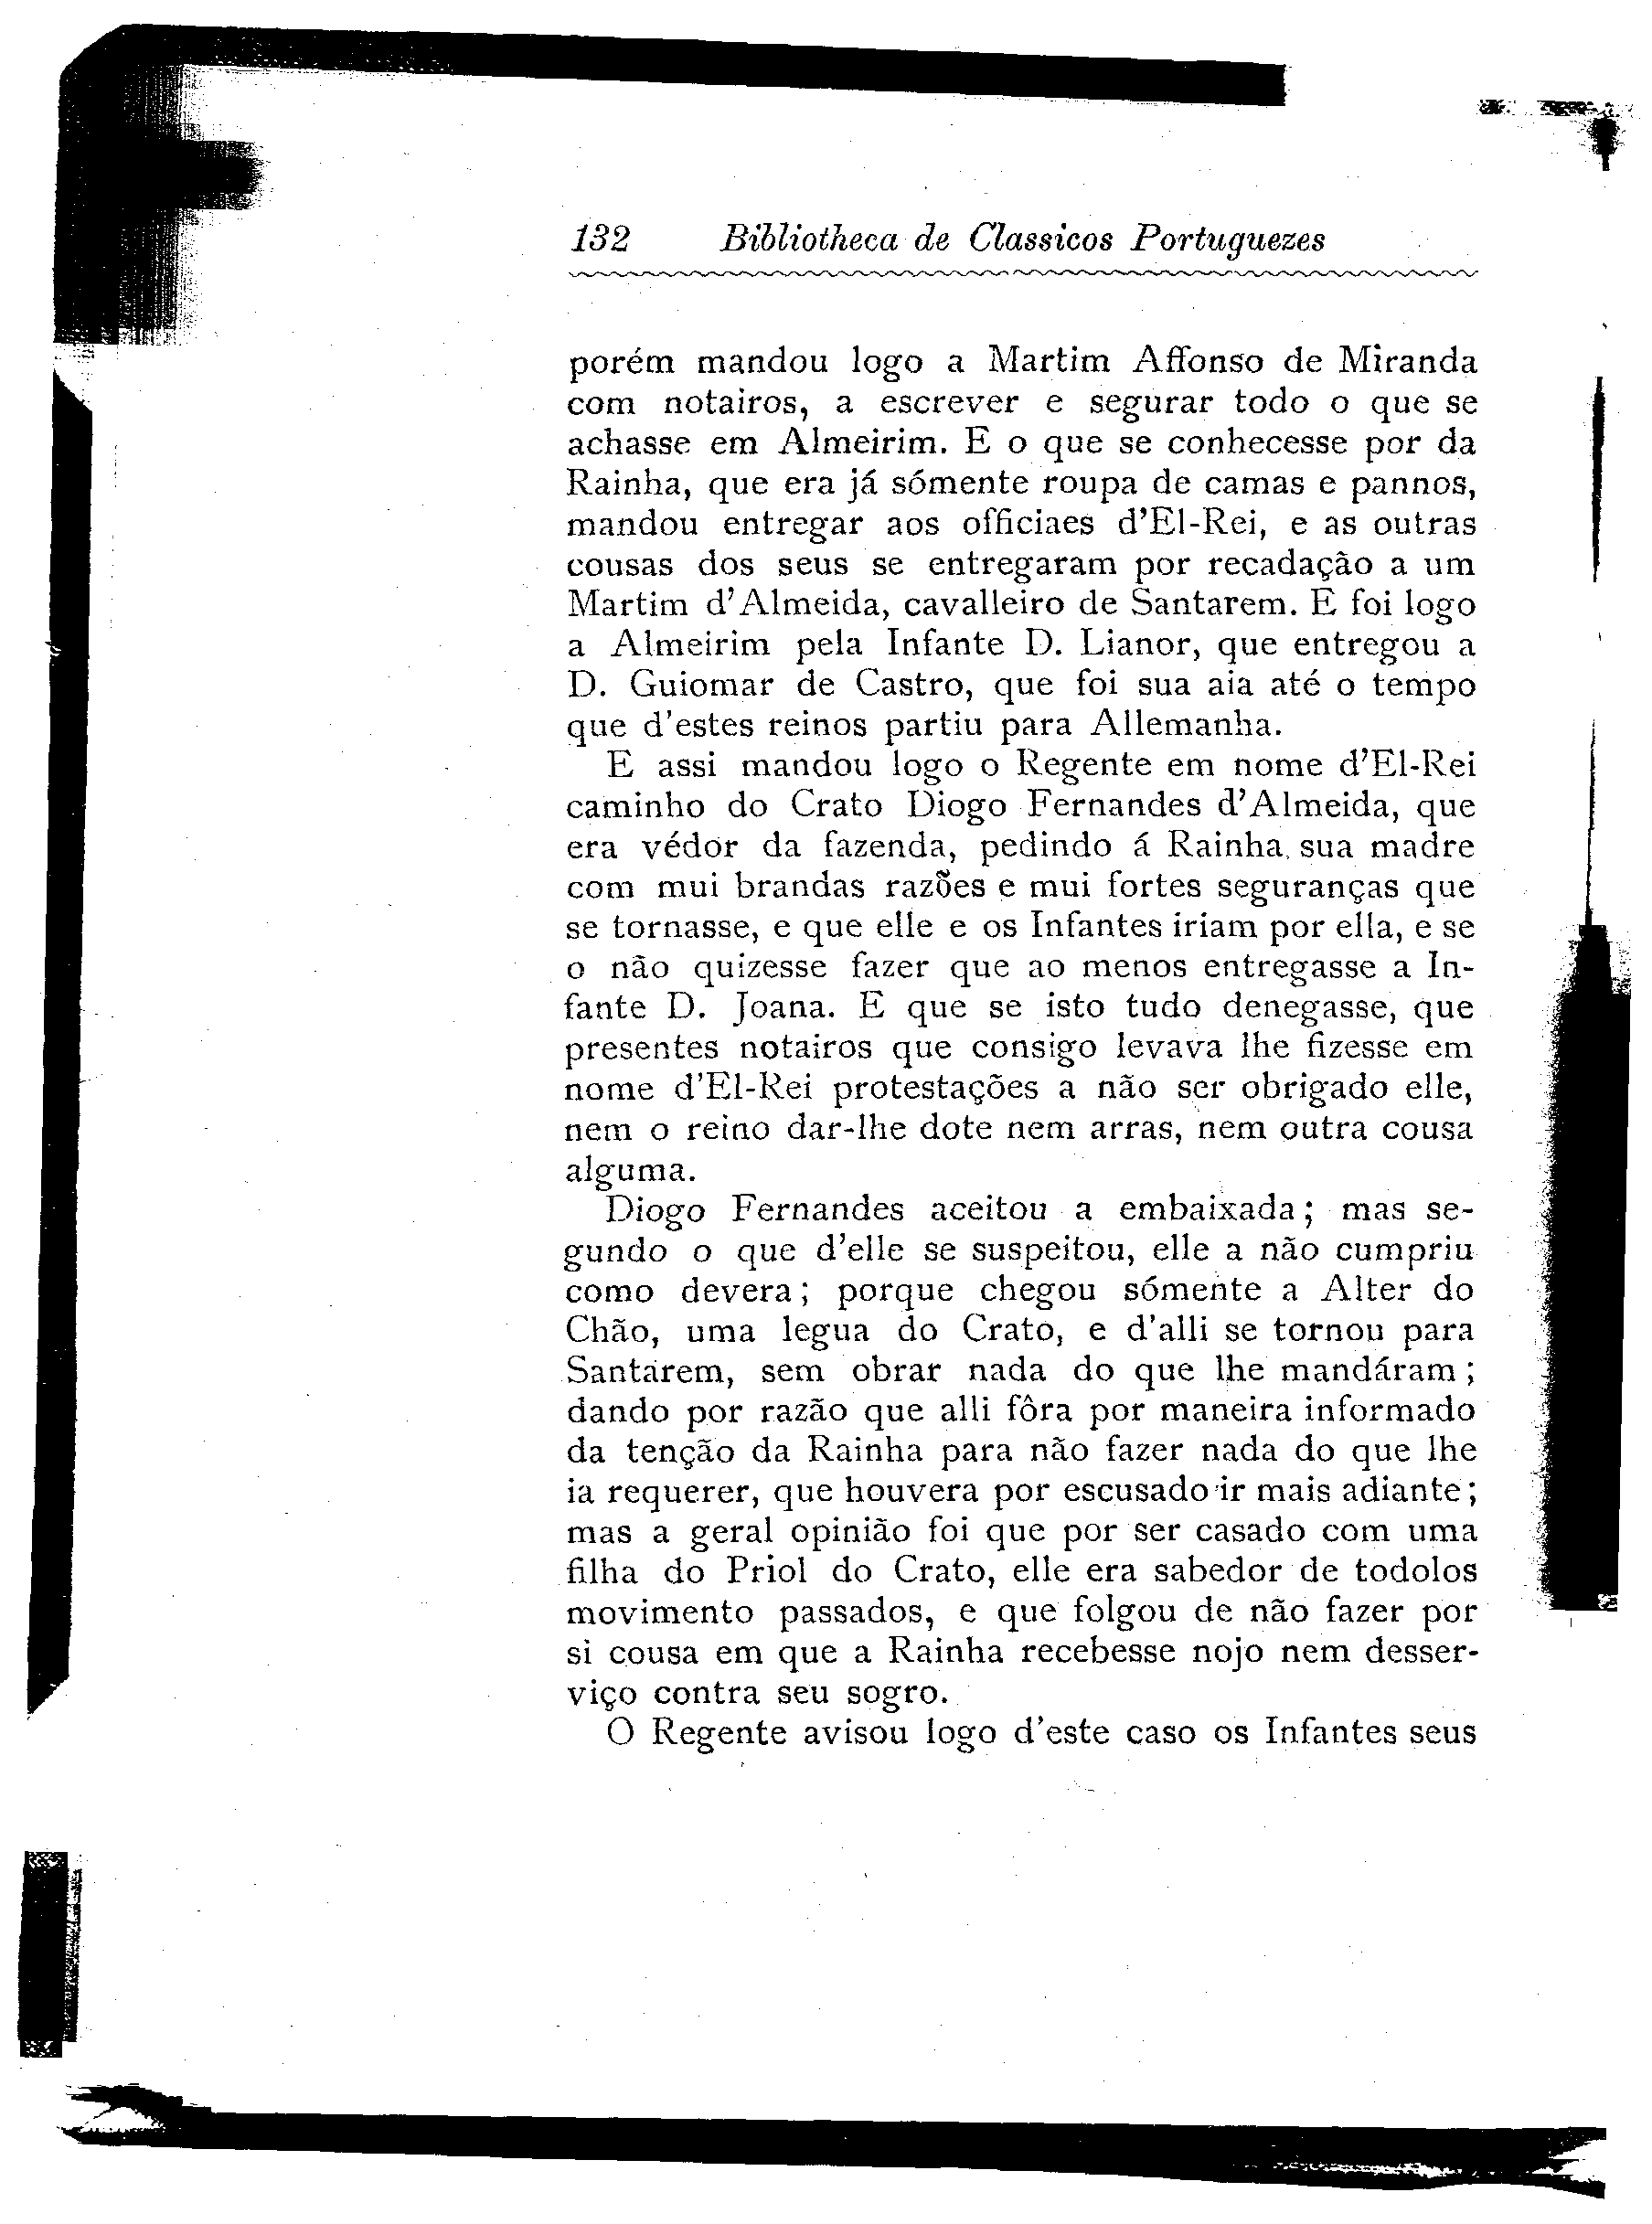 132 Bibliotheca de Classicos Portuguezes
porém mandou logo a Martim Affonso de Miranda
com notairos, a escrever e segurar todo o que se
achasse em Almeirim. E o que se conhecesse por da
Rainha, que era já sómente roupa de camas e pannos,
mandou entregar aos officiaes d'El-Rei, e as outras
cousas dos seus se entregaram por recadação a um
Martim d'Almeida, cavalleiro de Santarem. E foi logo
a Almeirim pela Infante D. Lianor, que entregou a
D. Guiomar de Castro, que foi sua aia até o tempo
que d'estes reinos partiu para Allemanha.
E assi mandou logo o Regente em nome d'El-Rei
caminho do Crato Diogo Fernandes d'Almeida, que
era védor da fazenda, pedindo á Rainha sua madre
com mui brandas razões e mui fortes seguranças que
se tornasse, e que elle e os Infantes iriam por ella, e se
o não quizesse fazer que ao menos entregasse a In-
fante D. Joana. E que se isto tudo denegasse, que
presentes notairos que consigo levava lhe fizesse em
nome d'El-Rei protestações a não ser obrigado elle,
nem o reino dar-lhe dote nem arras, nem outra cousa
alguma.
Diogo Fernandes aceitou a embaixada; mas se-
gundo o que d'elle se suspeitou, elle a não cumpriu
como devera; porque chegou sómente a Alter do
Chão, uma legua do Crato, e d'alli se tornou para
Santarem, sem obrar nada do que lhe mandáram;
dando por razão que alli fôra por maneira informado
da tenção da Rainha para não fazer nada do que lhe
ia requerer, que houvera por escusado ir mais adiante;
mas a geral opinião foi que por ser casado com uma
filha do Priol do Crato, elle era sabedor de todolos
movimento passados, e que folgou de não fazer por
si cousa em que a Rainha recebesse nojo nem desser-
viço contra seu sogro.
O Regente avisou logo d'este caso os Infantes seus